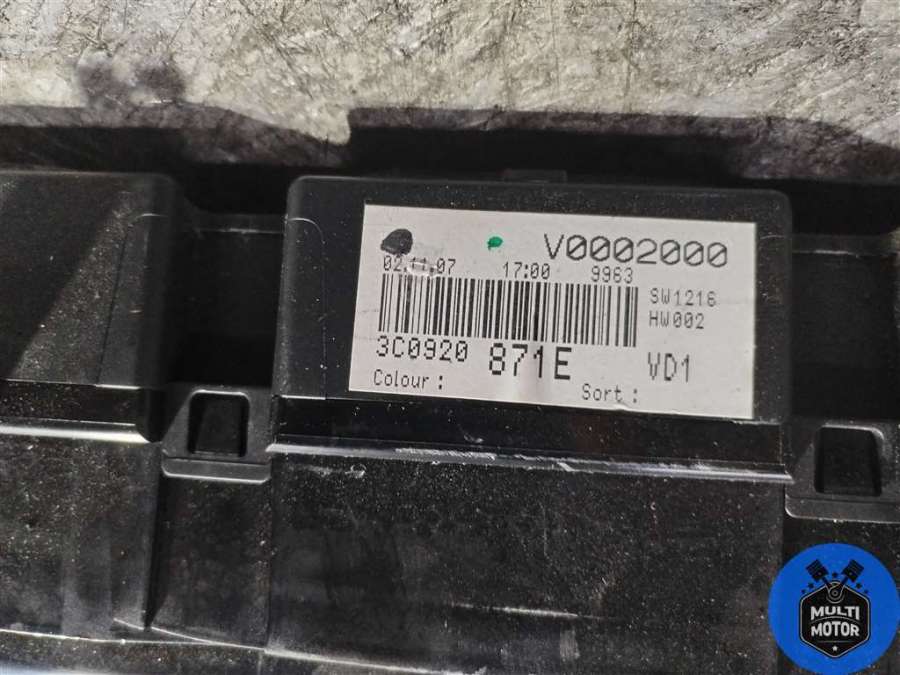 V0002000
02.11.07 17:00 9963
SW1216
HW002
3C0920 871E VD1
Colour :
Sort :
MULTI
MOTOR